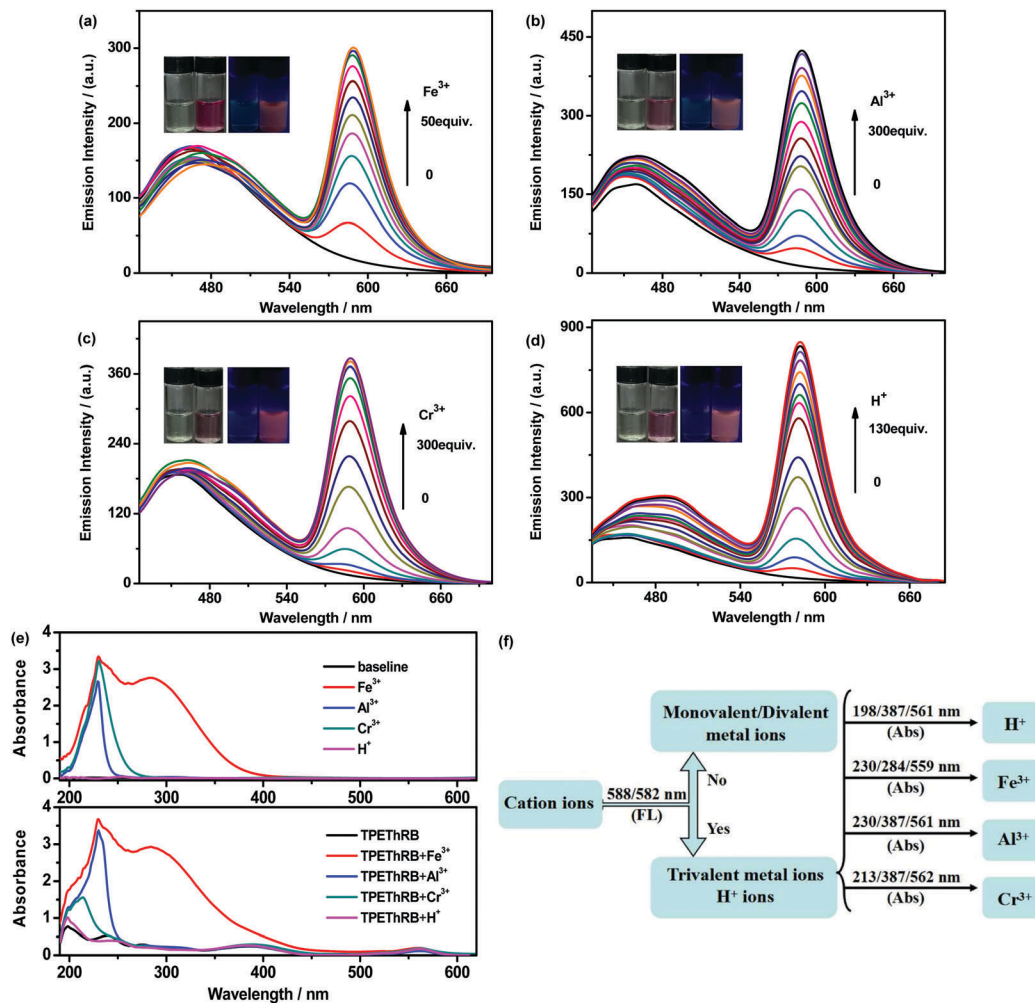 (a)
Emission Intensity / (a.u.)
300
200
100
0
Fe³⁺
50equiv.
0
480 540 600 660
Wavelength / nm
(b)
Emission Intensity / (a.u.)
450
300
150
0
Al³⁺
300equiv.
0
480 540 600 660
Wavelength / nm
(c)
Emission Intensity / (a.u.)
360
240
120
0
Cr³⁺
300equiv.
0
480 540 600 660
Wavelength / nm
(d)
Emission Intensity / (a.u.)
900
600
300
0
H⁺
130equiv.
0
480 540 600 660
Wavelength / nm
(e)
Absorbance
4
3
2
1
0
baseline
Fe³⁺
Al³⁺
Cr³⁺
H⁺
200 300 400 500 600
Absorbance
4
3
2
1
0
TPEThRB
TPEThRB+Fe³⁺
TPEThRB+Al³⁺
TPEThRB+Cr³⁺
TPEThRB+H⁺
200 300 400 500 600
Wavelength / nm
(f)
Cation ions
588/582 nm
(FL)
No
Yes
Monovalent/Divalent
metal ions
Trivalent metal ions
H⁺ ions
198/387/561 nm
(Abs)
H⁺
230/284/559 nm
(Abs)
Fe³⁺
230/387/561 nm
(Abs)
Al³⁺
213/387/562 nm
(Abs)
Cr³⁺